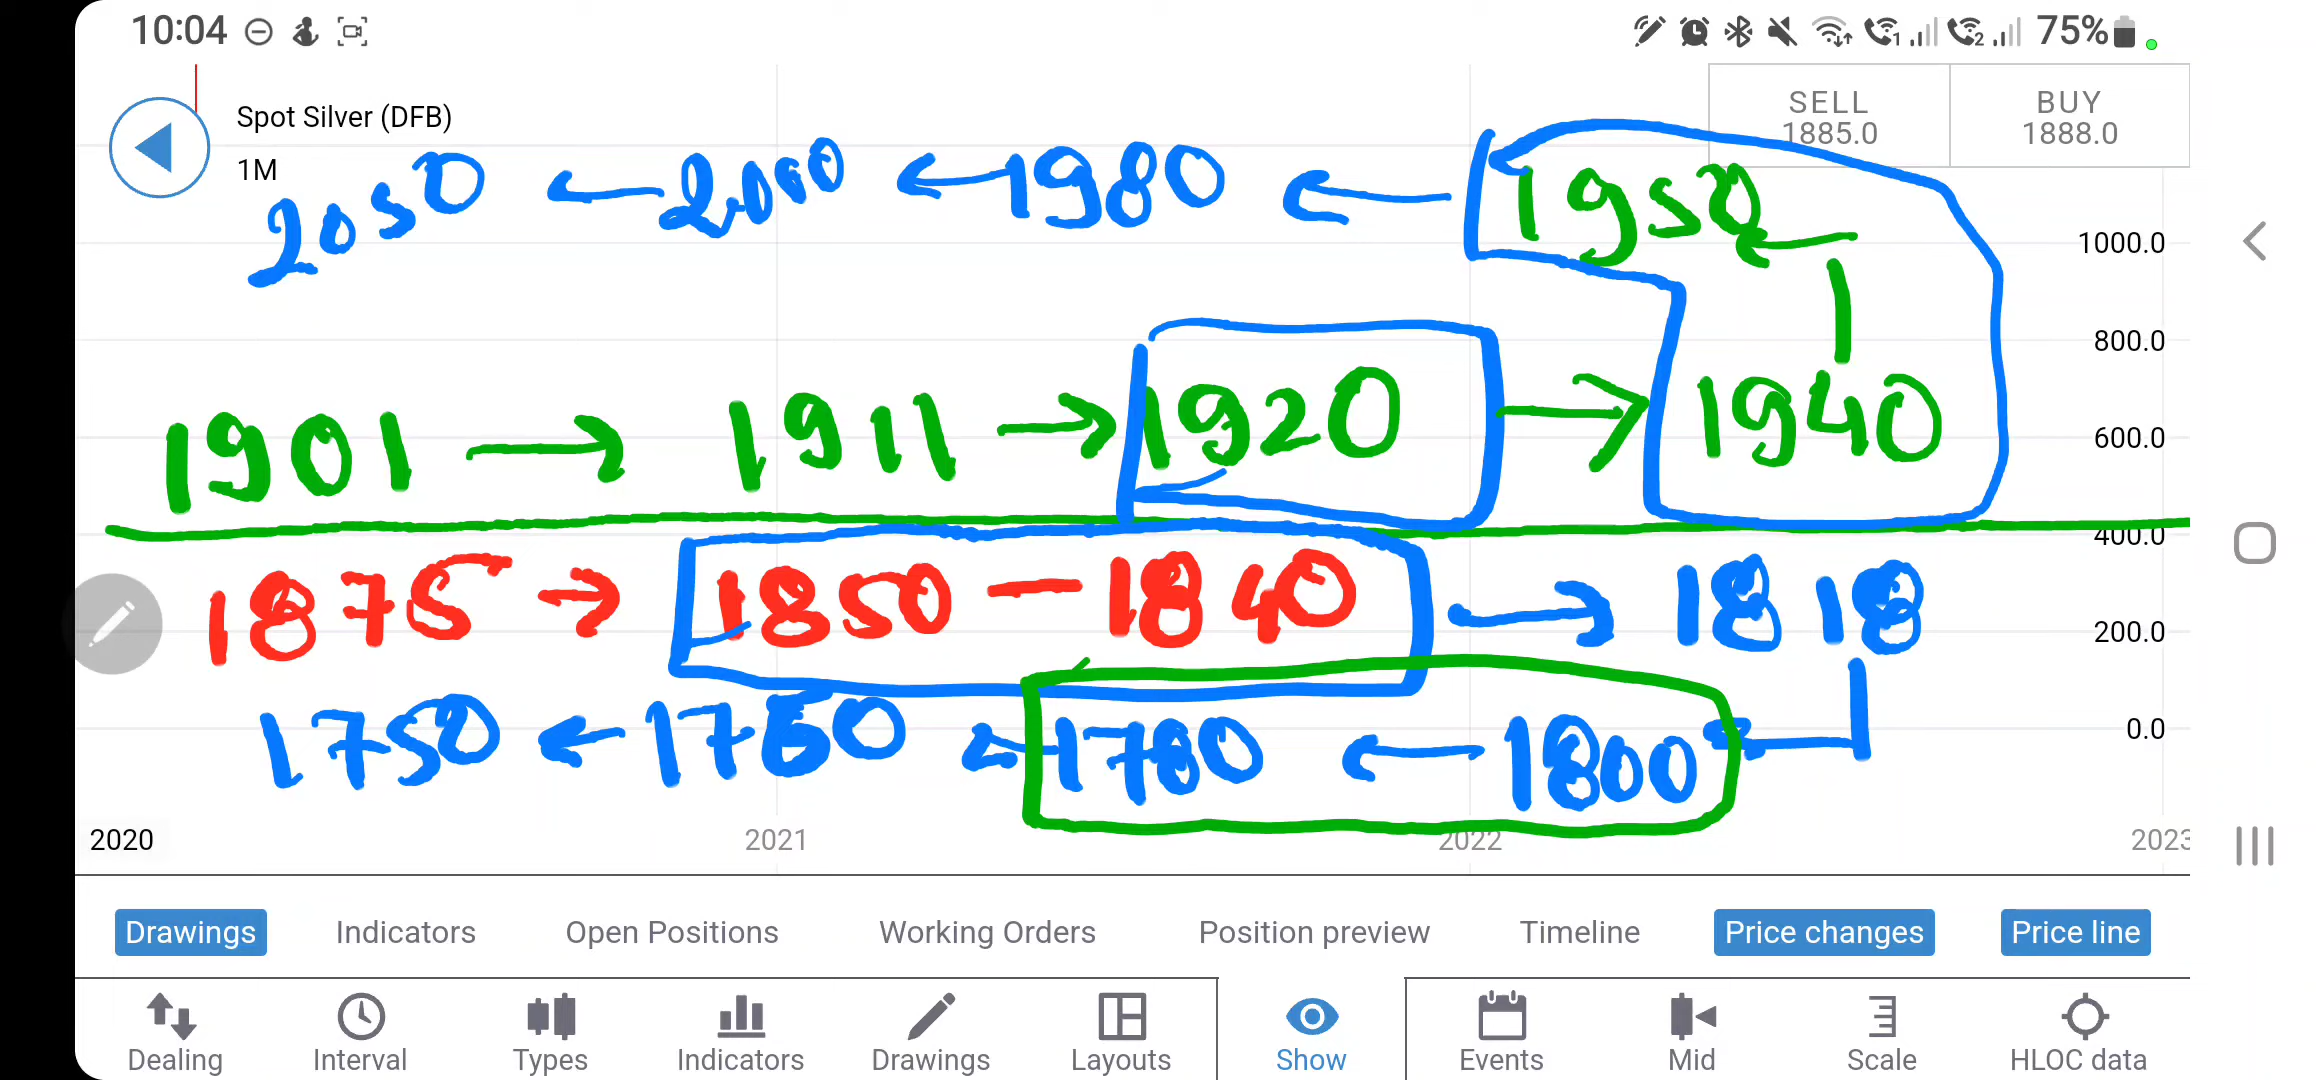 10:04 1 2 75%
Spot Silver (DFB)
1M
SELL BUY
1885.0 1888.0
2050 ← 2000 ← 1980 ← 1950 ←
1000.0
800.0
1901 → 1911 → 1920 → 1940
600.0
400.0
1875 → 1850 - 1840 → 1818
200.0
1750 ← 1760 ← 1780 ← 1800 ←
0.0
2020 2021 2022 2023
Drawings Indicators Open Positions Working Orders Position preview Timeline Price changes Price line
Dealing Interval Types Indicators Drawings Layouts Show Events Mid Scale HLOC data